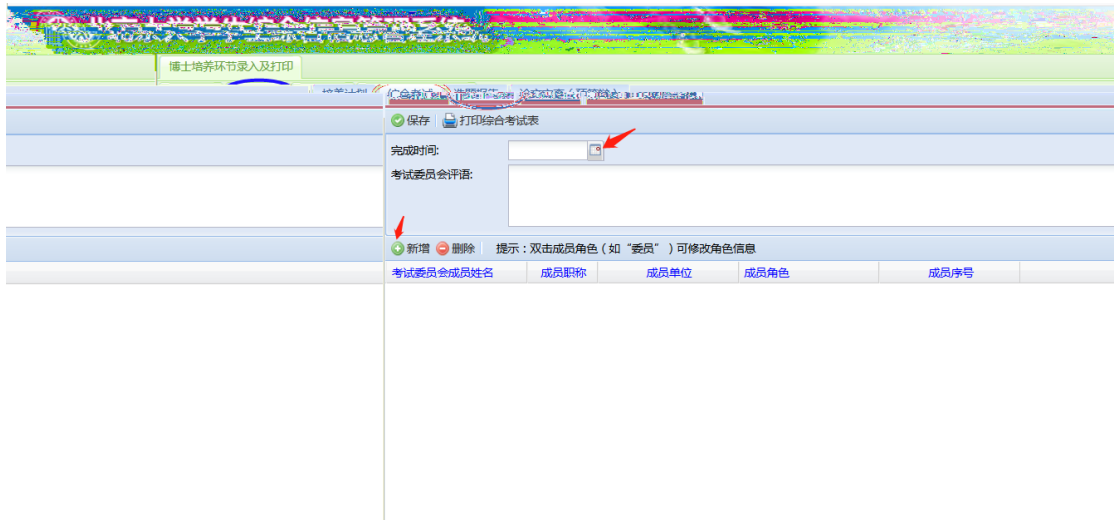 博士培养环节录入及打印
培养计划
保存 打印综合考试表
完成时间:
考试委员会评语:
新增 删除 提示：双击成员角色（如“委员”）可修改角色信息
考试委员会成员姓名 成员职称 成员单位 成员角色 成员序号